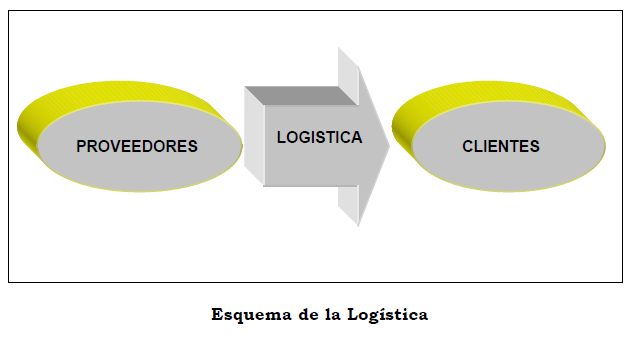 PROVEEDORES
LOGISTICA
CLIENTES
Esquema de la Logística